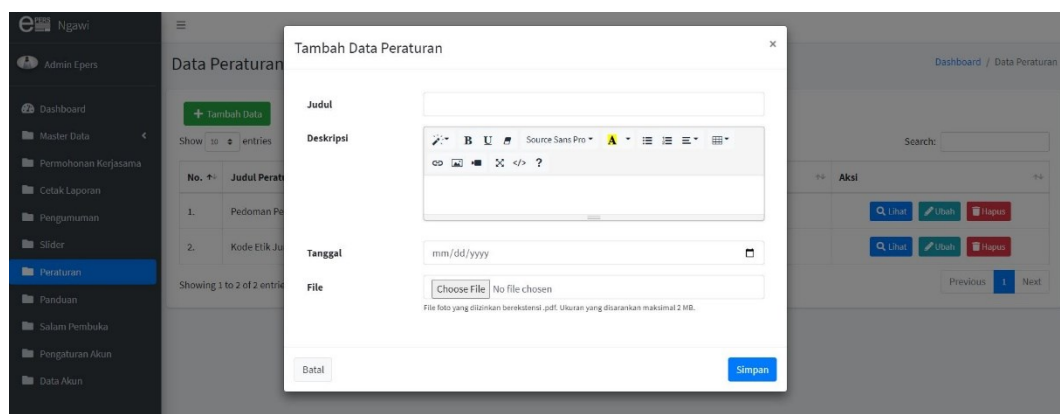 e PERS Ngawi
Admin Epers
Dashboard
Master Data
Permohonan Kerjasama
Cetak Laporan
Pengumuman
Slider
Peraturan
Panduan
Salam Pembuka
Pengaturan Akun
Data Akun
Data Peraturan
Dashboard / Data Peraturan
+ Tambah Data
Show 10 entries
Search:
No. Judul Perat
Aksi
1. Pedoman Pe
Lihat Ubah Hapus
2. Kode Etik Ju
Lihat Ubah Hapus
Showing 1 to 2 of 2 entrie
Previous 1 Next
Tambah Data Peraturan ×
Judul
Deskripsi
B U Source Sans Pro A
</> ?
Tanggal mm/dd/yyyy
File Choose File No file chosen
File foto yang diizinkan berekstensi .pdf. Ukuran yang disarankan maksimal 2 MB.
Batal Simpan